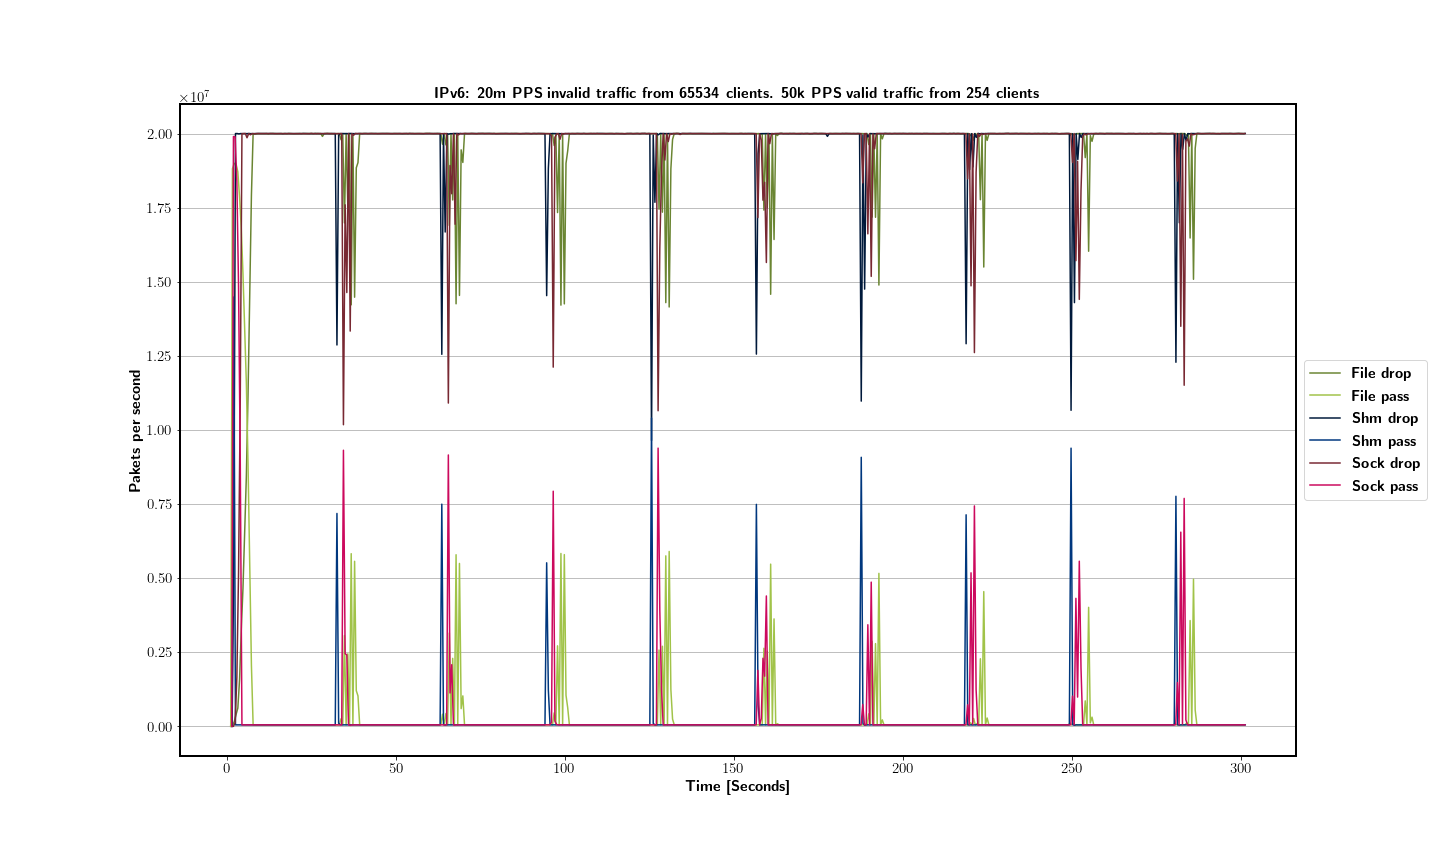 IPv6: 20m PPS invalid traffic from 65534 clients. 50k PPS valid traffic from 254 clients
×10⁷
2.00
1.75
1.50
1.25
1.00
0.75
0.50
0.25
0.00
Pakets per second
0 50 100 150 200 250 300
Time [Seconds]
File drop
File pass
Shm drop
Shm pass
Sock drop
Sock pass